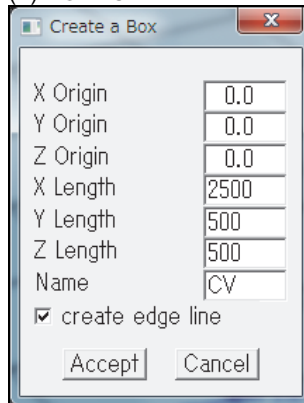 Create a Box
X Origin 0.0
Y Origin 0.0
Z Origin 0.0
X Length 2500
Y Length 500
Z Length 500
Name CV
create edge line
Accept Cancel